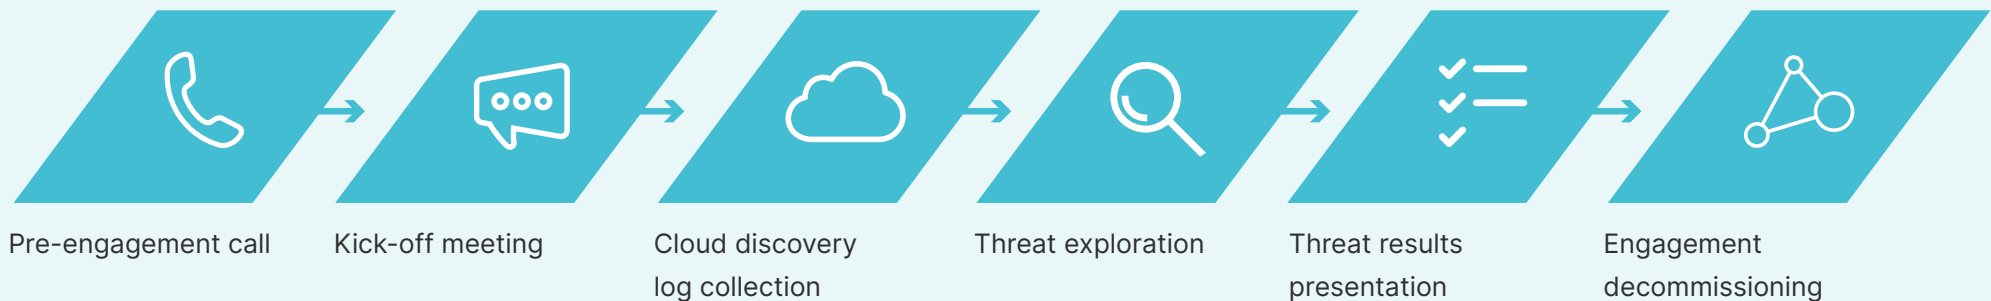 Pre-engagement call
Kick-off meeting
Cloud discovery
log collection
Threat exploration
Threat results
presentation
Engagement
decommissioning